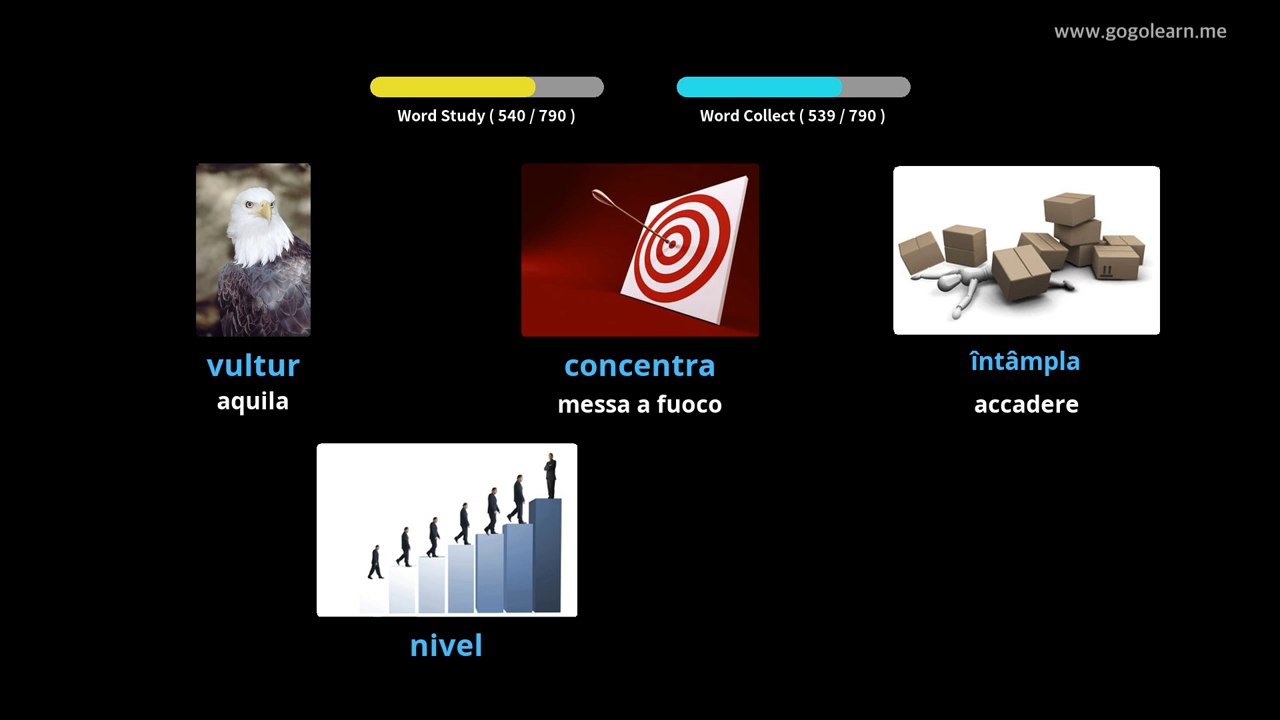 www.gogolearn.me
Word Study ( 540 / 790 )
Word Collect ( 539 / 790 )
vultur
aquila
concentra
messa a fuoco
întâmpla
accadere
nivel